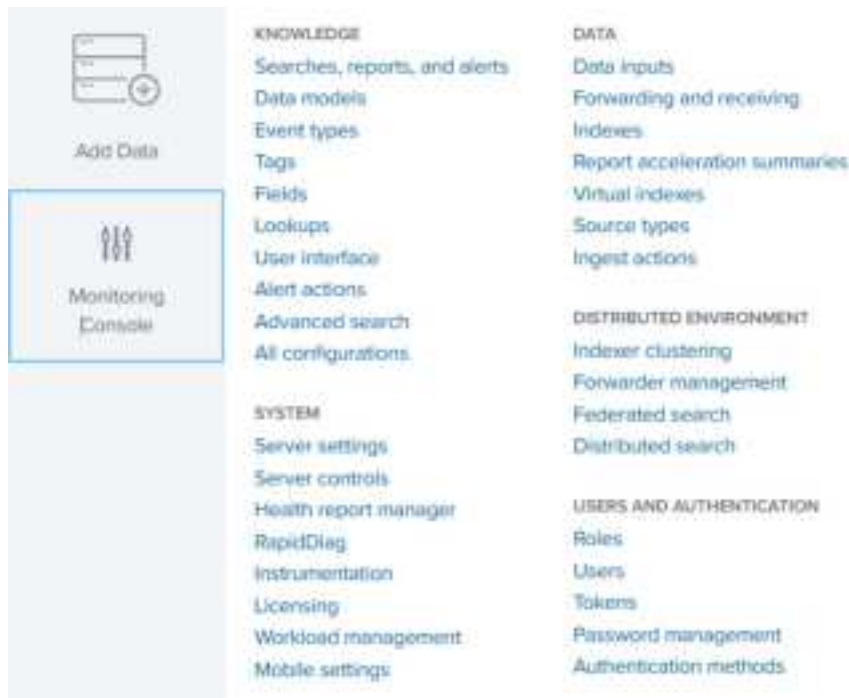 Add Data
Monitoring
Console
KNOWLEDGE
Searches, reports, and alerts
Data models
Event types
Tags
Fields
Lookups
User interface
Alert actions
Advanced search
All configurations
SYSTEM
Server settings
Server controls
Health report manager
RapidDiag
Instrumentation
Licensing
Workload management
Mobile settings
DATA
Data inputs
Forwarding and receiving
Indexes
Report acceleration summaries
Virtual indexes
Source types
Ingest actions
DISTRIBUTED ENVIRONMENT
Indexer clustering
Forwarder management
Federated search
Distributed search
USERS AND AUTHENTICATION
Roles
Users
Tokens
Password management
Authentication methods